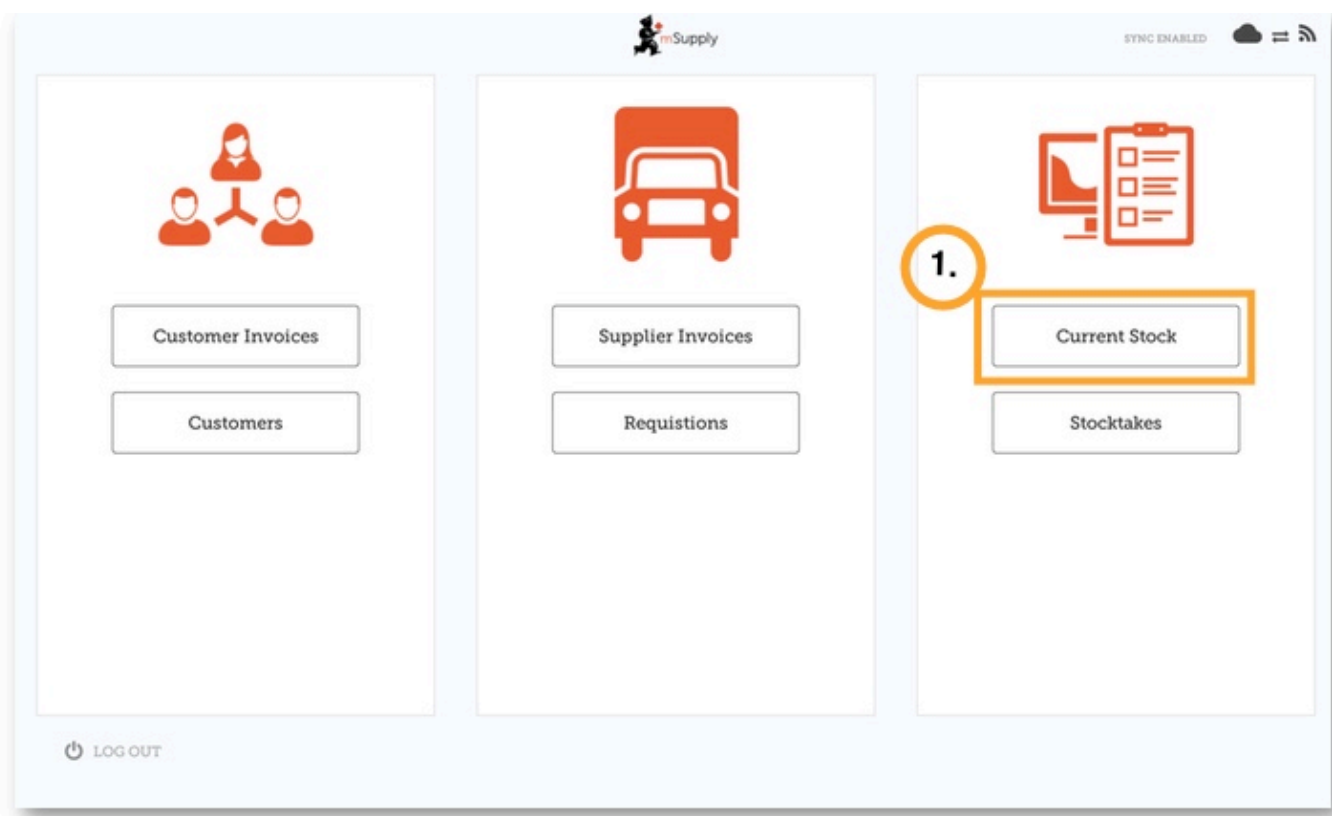 mSupply
SYNC ENABLED
1.
Customer Invoices
Supplier Invoices
Current Stock
Customers
Requistions
Stocktakes
LOG OUT